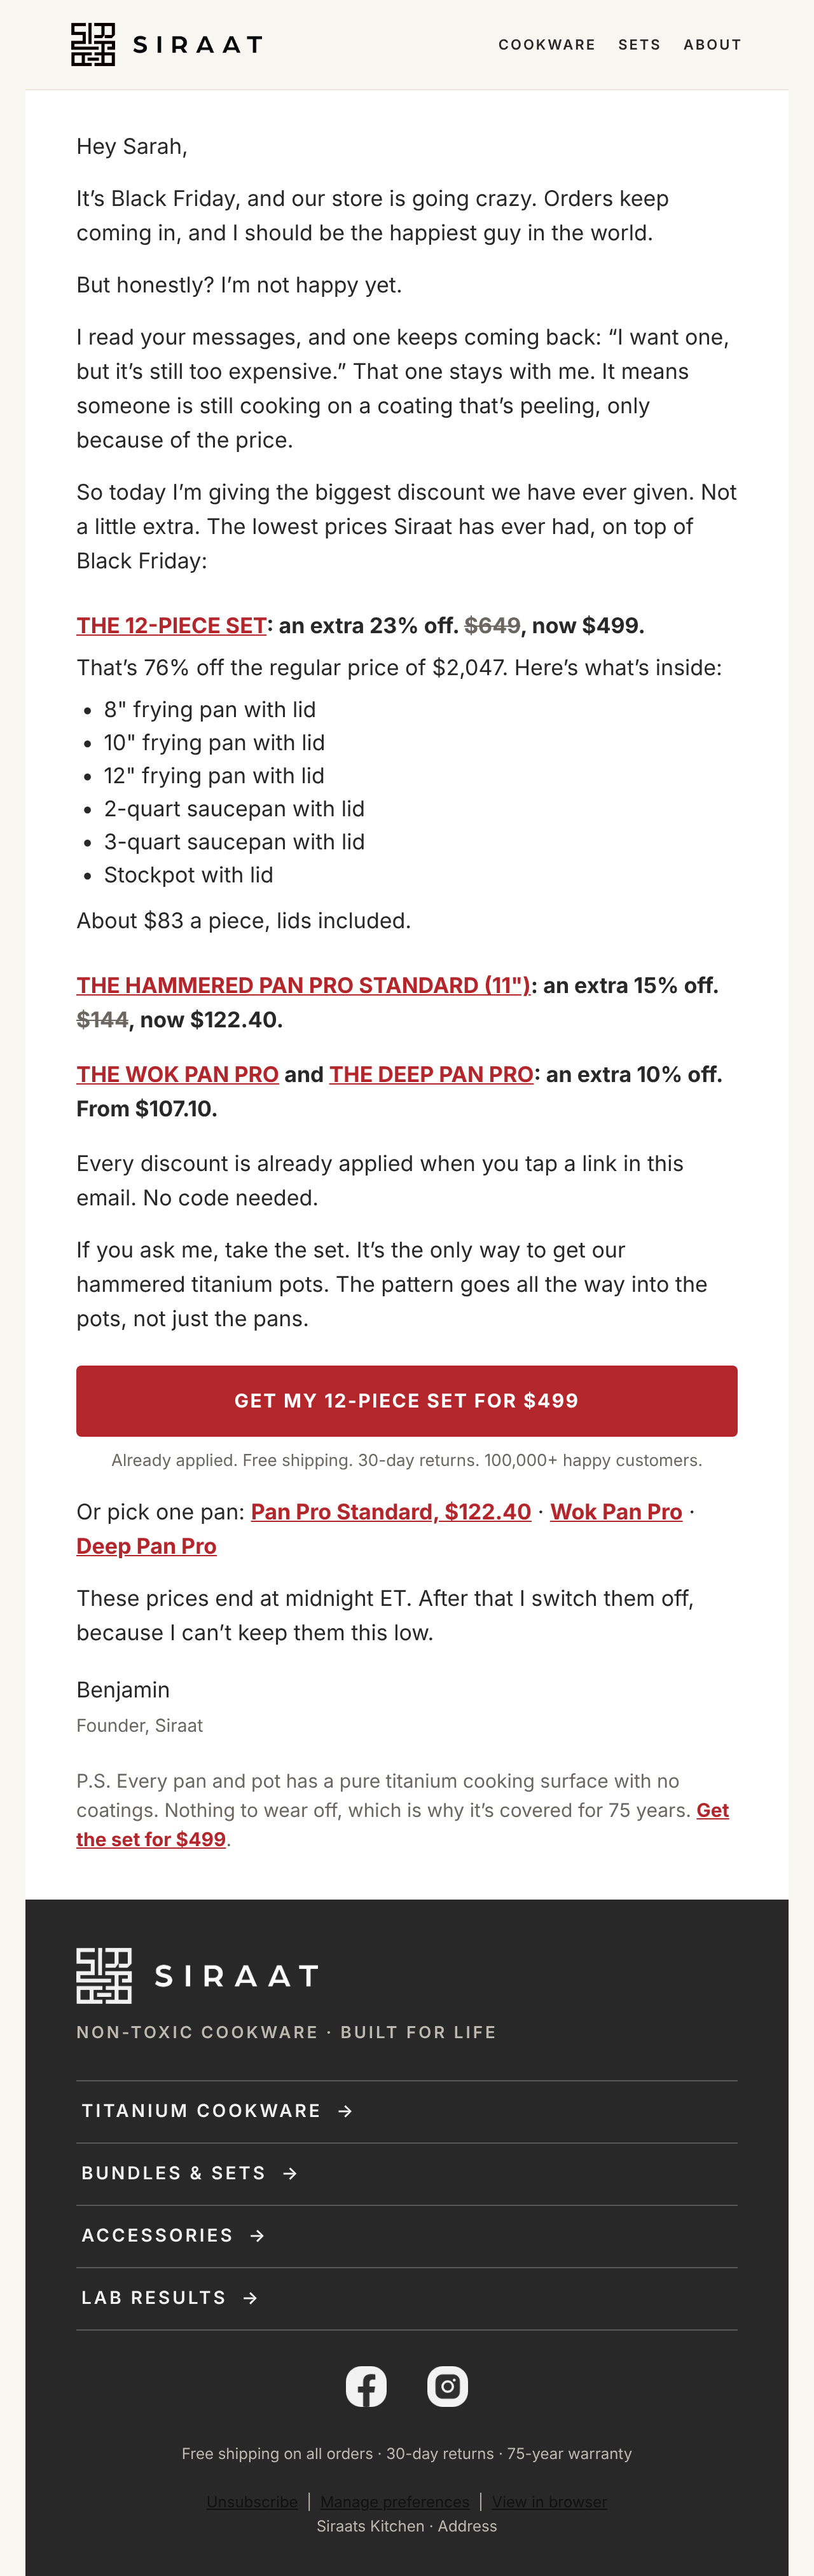 SIRAAT
COOKWARE SETS ABOUT
Hey Sarah,
It’s Black Friday, and our store is going crazy. Orders keep
coming in, and I should be the happiest guy in the world.
But honestly? I’m not happy yet.
I read your messages, and one keeps coming back: “I want one,
but it’s still too expensive.” That one stays with me. It means
someone is still cooking on a coating that’s peeling, only
because of the price.
So today I’m giving the biggest discount we have ever given. Not
a little extra. The lowest prices Siraat has ever had, on top of
Black Friday:
THE 12-PIECE SET: an extra 23% off. $649, now $499.
That’s 76% off the regular price of $2,047. Here’s what’s inside:
• 8" frying pan with lid
• 10" frying pan with lid
• 12" frying pan with lid
• 2-quart saucepan with lid
• 3-quart saucepan with lid
• Stockpot with lid
About $83 a piece, lids included.
THE HAMMERED PAN PRO STANDARD (11"): an extra 15% off.
$144, now $122.40.
THE WOK PAN PRO and THE DEEP PAN PRO: an extra 10% off.
From $107.10.
Every discount is already applied when you tap a link in this
email. No code needed.
If you ask me, take the set. It’s the only way to get our
hammered titanium pots. The pattern goes all the way into the
pots, not just the pans.
GET MY 12-PIECE SET FOR $499
Already applied. Free shipping. 30-day returns. 100,000+ happy customers.
Or pick one pan: Pan Pro Standard, $122.40 · Wok Pan Pro ·
Deep Pan Pro
These prices end at midnight ET. After that I switch them off,
because I can’t keep them this low.
Benjamin
Founder, Siraat
P.S. Every pan and pot has a pure titanium cooking surface with no
coatings. Nothing to wear off, which is why it’s covered for 75 years. Get
the set for $499.
SIRAAT
NON-TOXIC COOKWARE · BUILT FOR LIFE
TITANIUM COOKWARE →
BUNDLES & SETS →
ACCESSORIES →
LAB RESULTS →
Free shipping on all orders · 30-day returns · 75-year warranty
Unsubscribe | Manage preferences | View in browser
Siraats Kitchen · Address